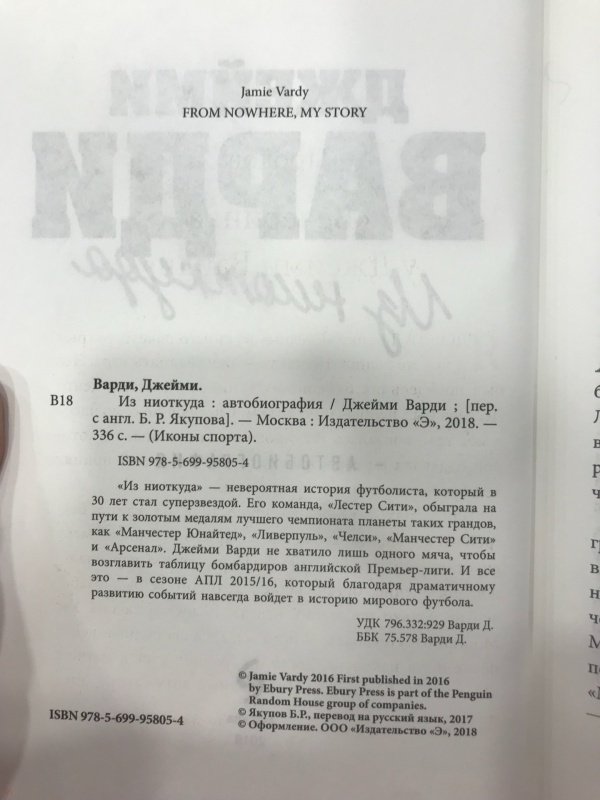 Jamie Vardy
FROM NOWHERE, MY STORY
Варди, Джейми.
В18 Из ниоткуда : автобиография / Джейми Варди ; [пер.
с англ. Б. Р. Якупова]. — Москва : Издательство «Э», 2018. —
336 с. — (Иконы спорта).
ISBN 978-5-699-95805-4
«Из ниоткуда» — невероятная история футболиста, который в
30 лет стал суперзвездой. Его команда, «Лестер Сити», обыграла на
пути к золотым медалям лучшего чемпионата планеты таких грандов,
как «Манчестер Юнайтед», «Ливерпуль», «Челси», «Манчестер Сити»
и «Арсенал». Джейми Варди не хватило лишь одного мяча, чтобы
возглавить таблицу бомбардиров английской Премьер-лиги. И все
это — в сезоне АПЛ 2015/16, который благодаря драматичному
развитию событий навсегда войдет в историю мирового футбола.
УДК 796.332:929 Варди Д.
ББК 75.578 Варди Д.
© Jamie Vardy 2016 First published in 2016
by Ebury Press. Ebury Press is part of the Penguin
Random House group of companies.
© Якупов Б.Р., перевод на русский язык, 2017
ISBN 978-5-699-95805-4 © Оформление. ООО «Издательство «Э», 2018